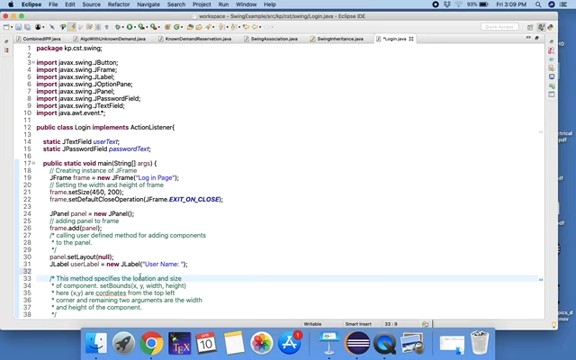 Eclipse File Edit Source Refactor Navigate Search Project Run Window Help 93% Fri 3:09 PM
workspace - SwingExample/src/kp/cst/swing/Login.java - Eclipse IDE
Quick Access
CombinedRPP.java AlgoWithUnknownDemand.java KnownDemandReservation.java SwingAssociation.java SwingInheritance.java *Login.java
1 package kp.cst.swing;
2
3 import javax.swing.JButton;
4 import javax.swing.JFrame;
5 import javax.swing.JLabel;
6 import javax.swing.JOptionPane;
7 import javax.swing.JPanel;
8 import javax.swing.JPasswordField;
9 import javax.swing.JTextField;
10 import java.awt.event.*;
11
12 public class Login implements ActionListener{
13
14 static JTextField userText;
15 static JPasswordField passwordText;
16
17 public static void main(String[] args) {
18 // Creating instance of JFrame
19 JFrame frame = new JFrame("Log in Page");
20 // Setting the width and height of frame
21 frame.setSize(450, 200);
22 frame.setDefaultCloseOperation(JFrame.EXIT_ON_CLOSE);
23
24 JPanel panel = new JPanel();
25 // adding panel to frame
26 frame.add(panel);
27 /* calling user defined method for adding components
28 * to the panel.
29 */
30 panel.setLayout(null);
31 JLabel userLabel = new JLabel("User Name: ");
32
33 /* This method specifies the location and size
34 * of component. setBounds(x, y, width, height)
35 * here (x,y) are cordinates from the top left
36 * corner and remaining two arguments are the width
37 * and height of the component.
38 */
Writable Smart Insert 33 : 9